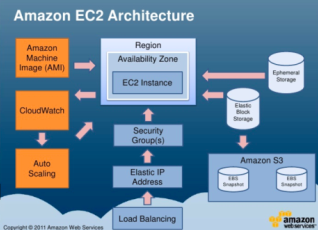 Amazon EC2 Architecture
Amazon
Machine
Image (AMI)
CloudWatch
Auto
Scaling
Region
Availability Zone
EC2 Instance
Security
Group(s)
Elastic IP
Address
Load Balancing
Ephemeral
Storage
Elastic
Block
Storage
Amazon S3
EBS
Snapshot
EBS
Snapshot
Copyright © 2011 Amazon Web Services
amazon
webservices